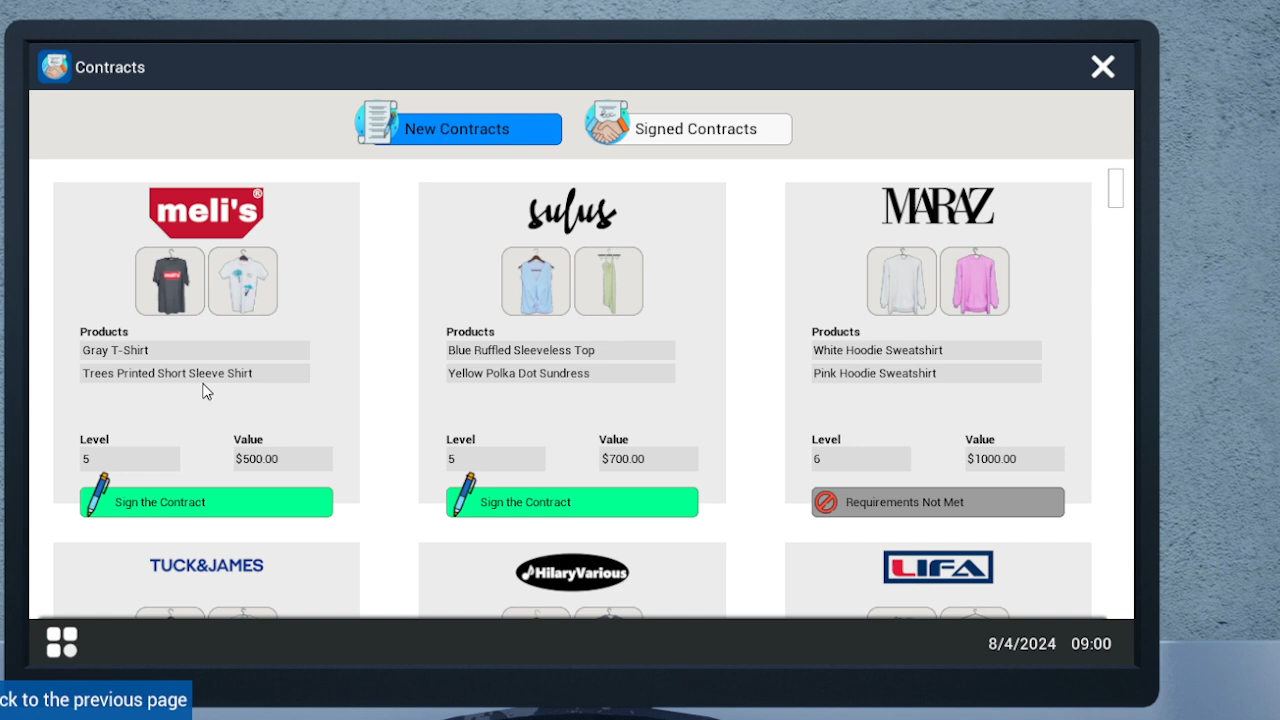 Contracts
New Contracts
Signed Contracts
meli's®
meli's
Products
Gray T-Shirt
Trees Printed Short Sleeve Shirt
Level
Value
5
$500.00
Sign the Contract
sulus
Products
Blue Ruffled Sleeveless Top
Yellow Polka Dot Sundress
Level
Value
5
$700.00
Sign the Contract
MARAZ
Products
White Hoodie Sweatshirt
Pink Hoodie Sweatshirt
Level
Value
6
$1000.00
Requirements Not Met
TUCK&JAMES
HilaryVarious
LIFA
8/4/2024 09:00
ck to the previous page